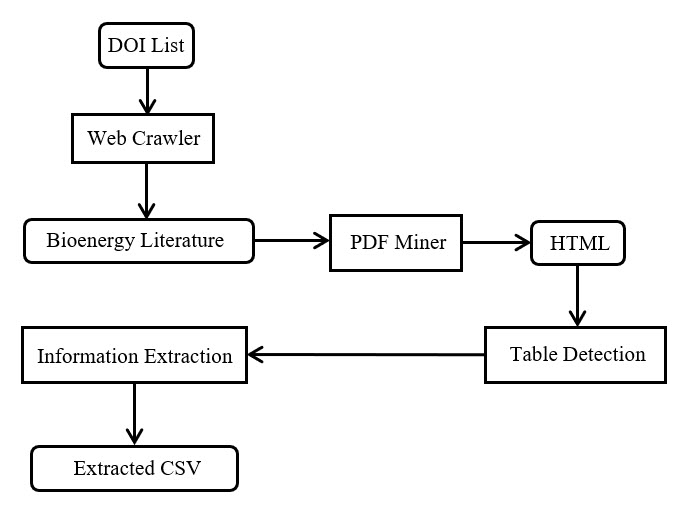 DOI List
Web Crawler
Bioenergy Literature
PDF Miner
HTML
Table Detection
Information Extraction
Extracted CSV